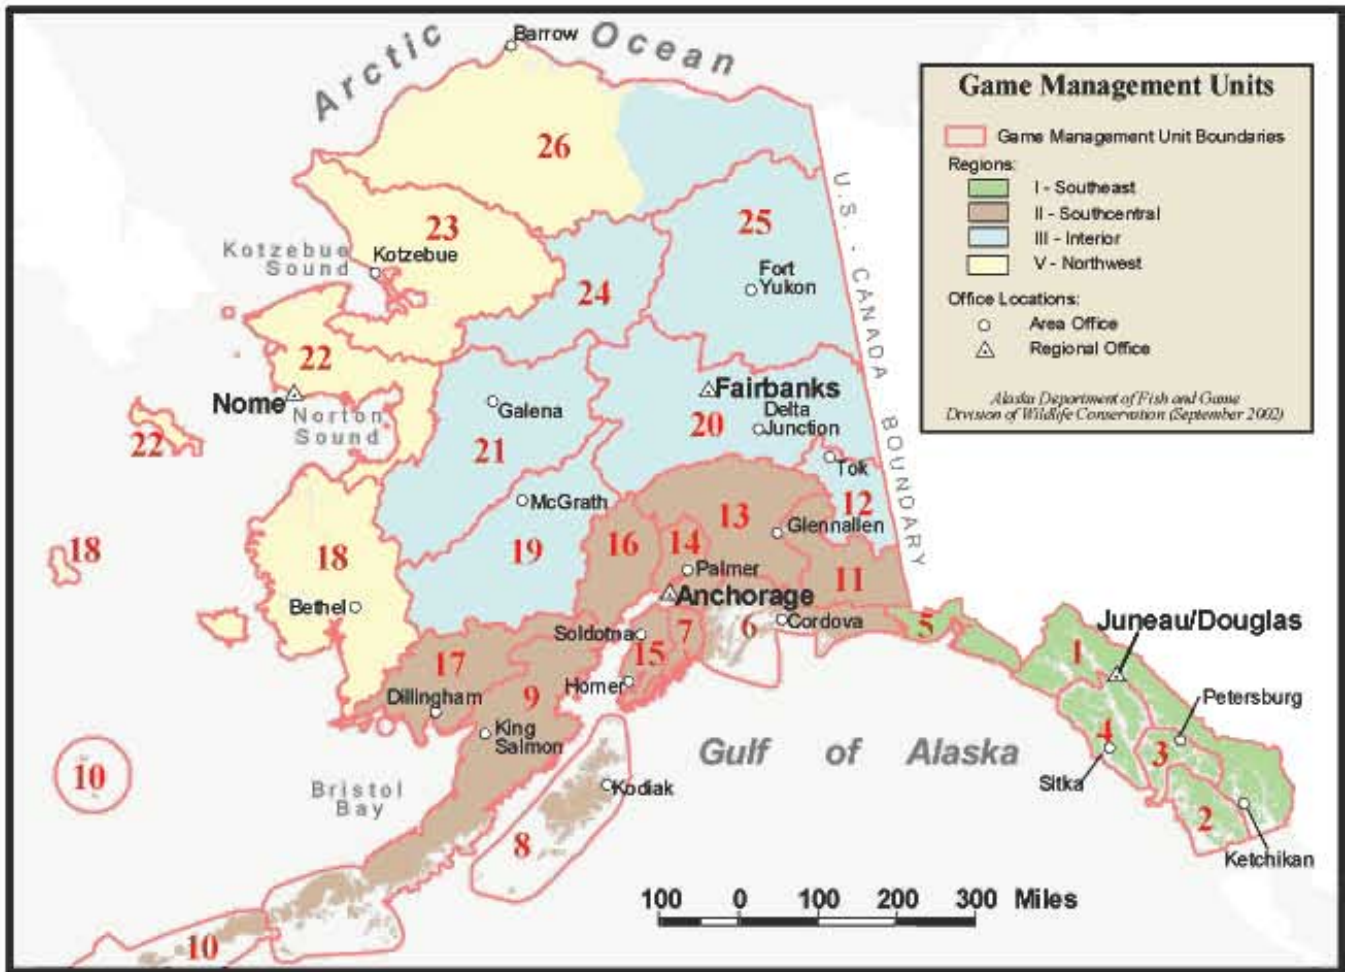 Arctic Ocean
Barrow
Game Management Units
Game Management Unit Boundaries
Regions:
I - Southeast
II - Southcentral
III - Interior
V - Northwest
Office Locations:
Area Office
Regional Office
Alaska Department of Fish and Game
Division of Wildlife Conservation (September 2002)
U.S. - CANADA BOUNDARY
26
23
25
Kotzebue
Sound
Kotzebue
24
Fort
Yukon
22
Nome
Norton
Sound
22
Galena
Fairbanks
20
Delta
Junction
21
Tok
McGrath
12
13
Glennallen
18
18
19
16
14
Palmer
11
Bethel
Anchorage
Soldotna
7
6
Cordova
5
Juneau/Douglas
1
17
15
Homer
9
Dillingham
King
Salmon
Petersburg
4
3
Sitka
2
Ketchikan
10
Bristol
Bay
Kodiak
8
Gulf of Alaska
10
100 0 100 200 300 Miles